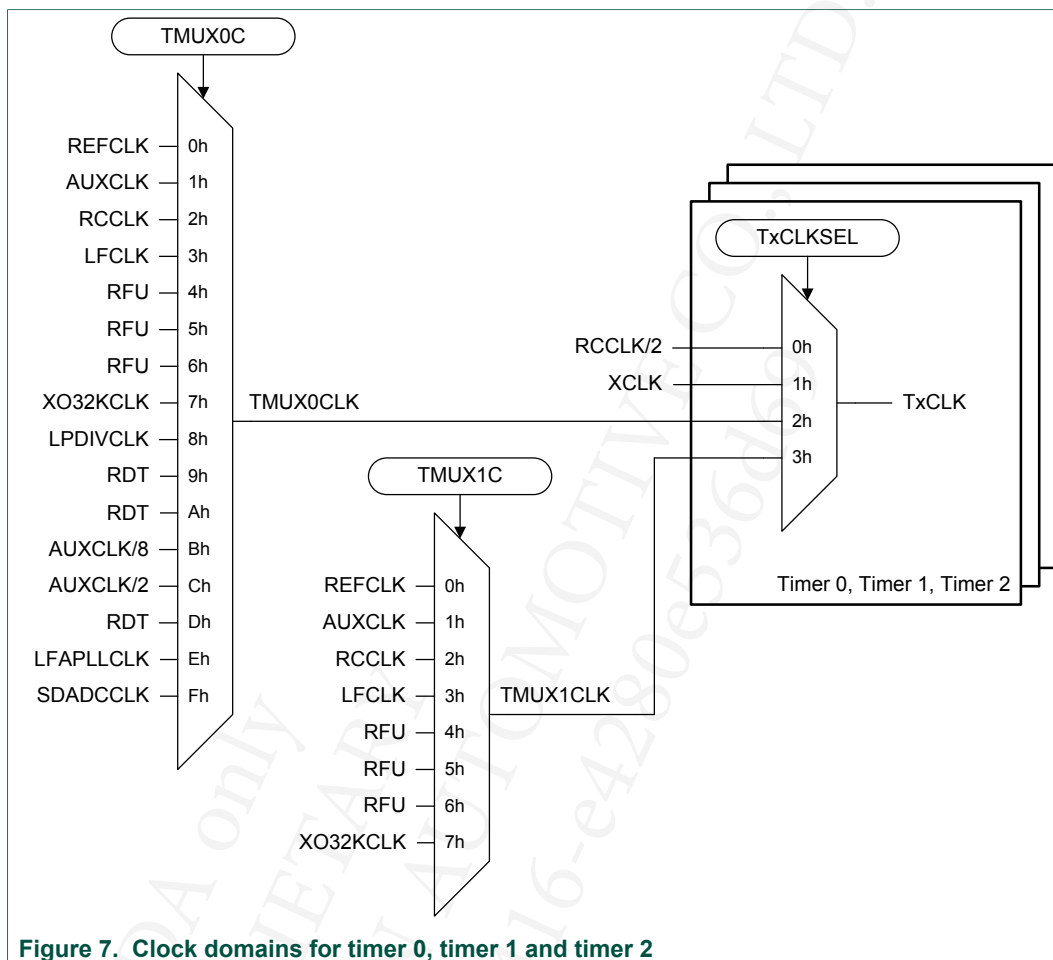 TMUX0C
REFCLK 0h
AUXCLK 1h
RCCLK 2h
LFCLK 3h
RFU 4h
RFU 5h
RFU 6h
XO32KCLK 7h
LPDIVCLK 8h
RDT 9h
RDT Ah
AUXCLK/8 Bh
AUXCLK/2 Ch
RDT Dh
LFAPLLCLK Eh
SDADCCLK Fh
TMUX0CLK
TMUX1C
REFCLK 0h
AUXCLK 1h
RCCLK 2h
LFCLK 3h
RFU 4h
RFU 5h
RFU 6h
XO32KCLK 7h
TMUX1CLK
TxCLKSEL
RCCLK/2 0h
XCLK 1h
2h
3h
TxCLK
Timer 0, Timer 1, Timer 2
Figure 7. Clock domains for timer 0, timer 1 and timer 2
AUTOMOTIVE CO., LTD.
only